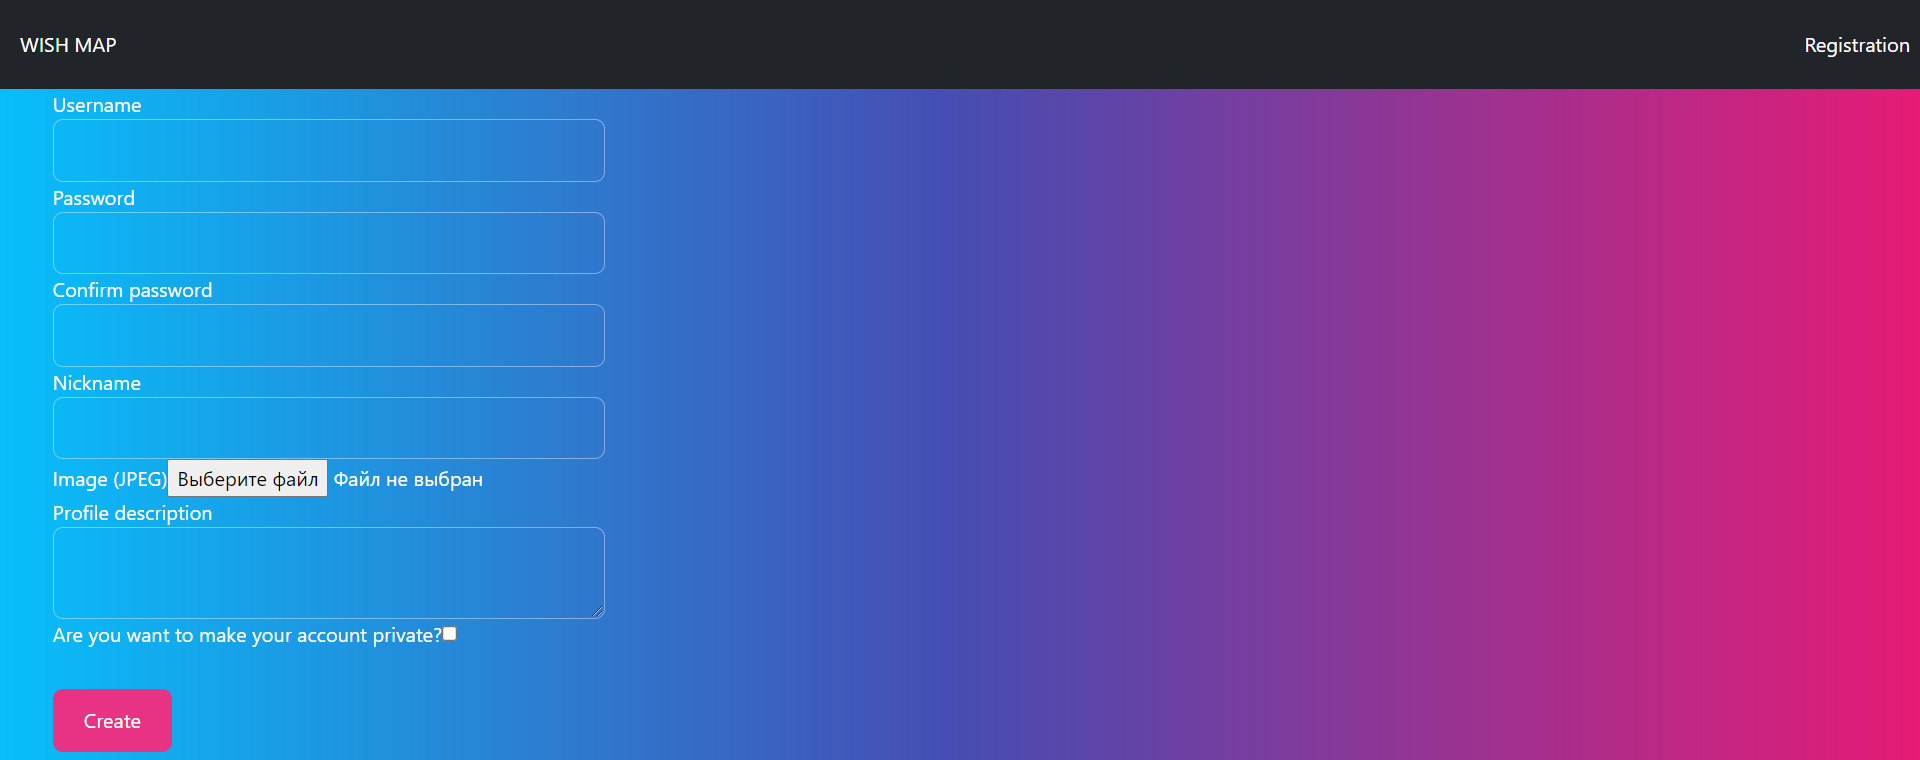 WISH MAP
Registration
Username
Password
Confirm password
Nickname
Image (JPEG) Выберите файл Файл не выбран
Profile description
Are you want to make your account private?
Create